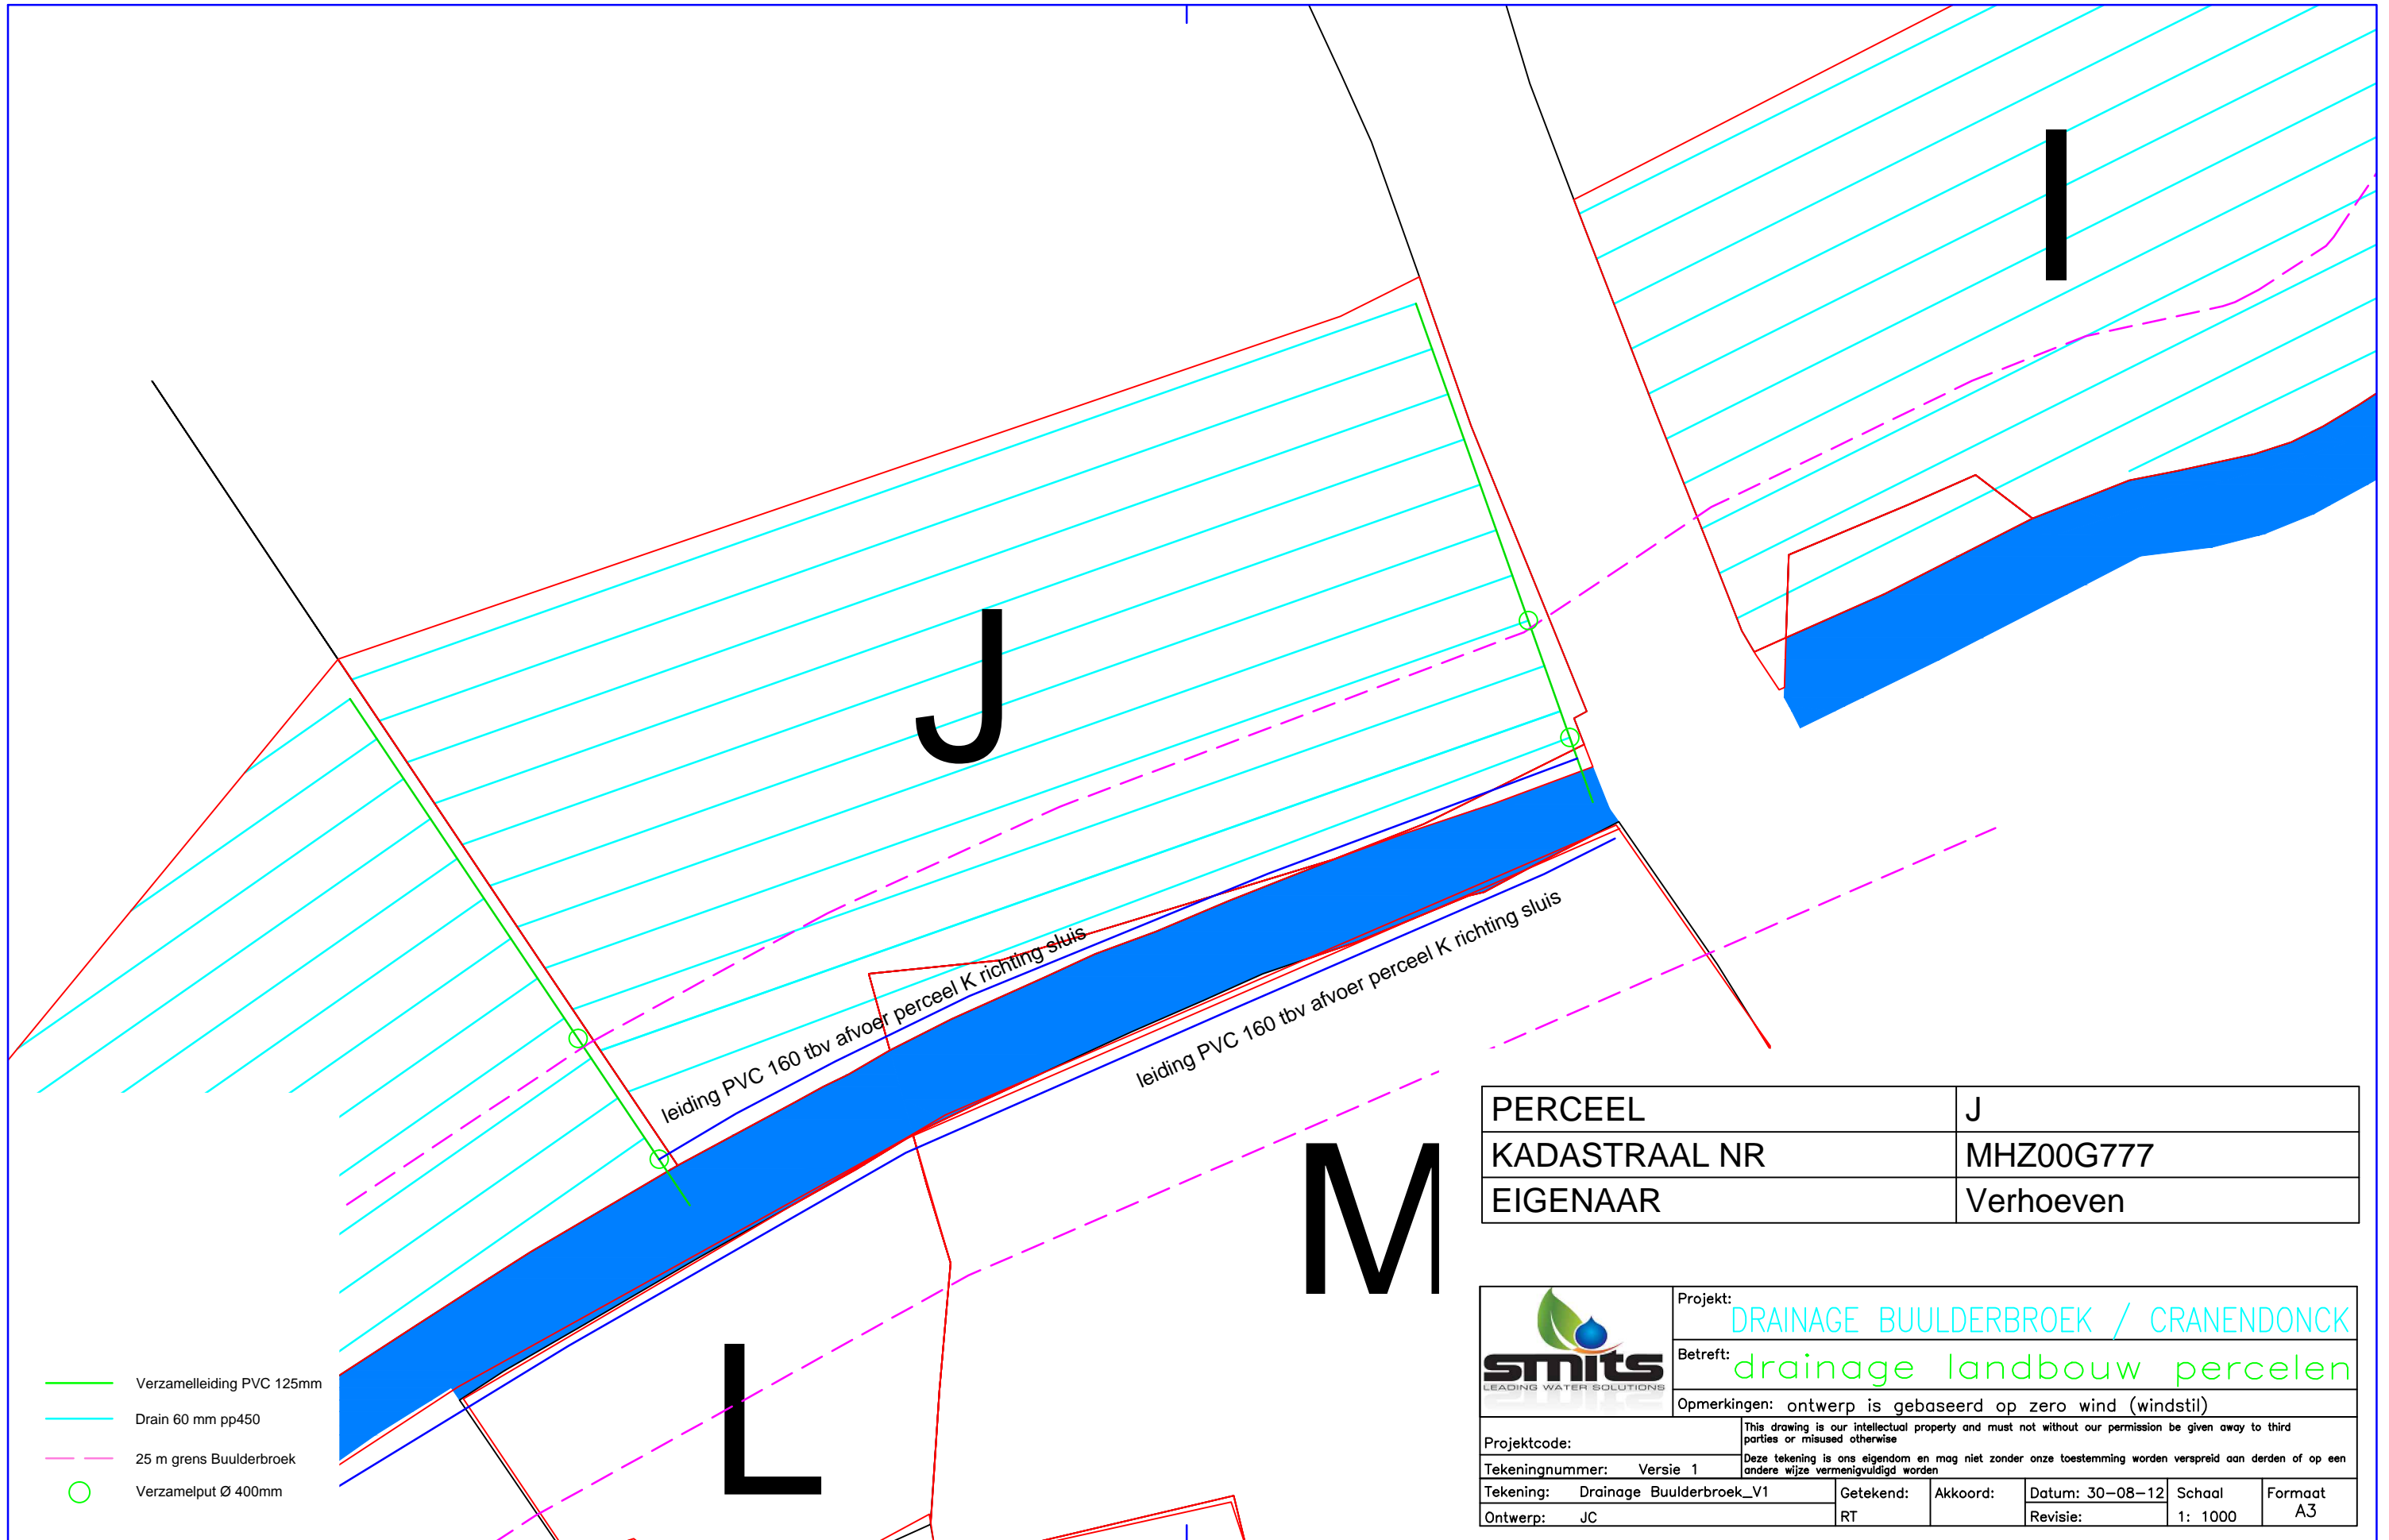 I
J
leiding PVC 160 tbv afvoer perceel K richting sluis
leiding PVC 160 tbv afvoer perceel K richting sluis
M
L
PERCEEL J
KADASTRAAL NR MHZ00G777
EIGENAAR Verhoeven
Verzamelleiding PVC 125mm
Drain 60 mm pp450
25 m grens Buulderbroek
Verzamelput Ø 400mm
smits
LEADING WATER SOLUTIONS
Projekt: DRAINAGE BUULDERBROEK / CRANENDONCK
Betreft: drainage landbouw percelen
Opmerkingen: ontwerp is gebaseerd op zero wind (windstil)
Projektcode:
This drawing is our intellectual property and must not without our permission be given away to third
parties or misused otherwise
Tekeningnummer: Versie 1
Deze tekening is ons eigendom en mag niet zonder onze toestemming worden verspreid aan derden of op een
andere wijze vermenigvuldigd worden
Tekening: Drainage Buulderbroek_V1
Ontwerp: JC
Getekend:
RT
Akkoord:
Datum: 30-08-12
Revisie:
Schaal
1: 1000
Formaat
A3